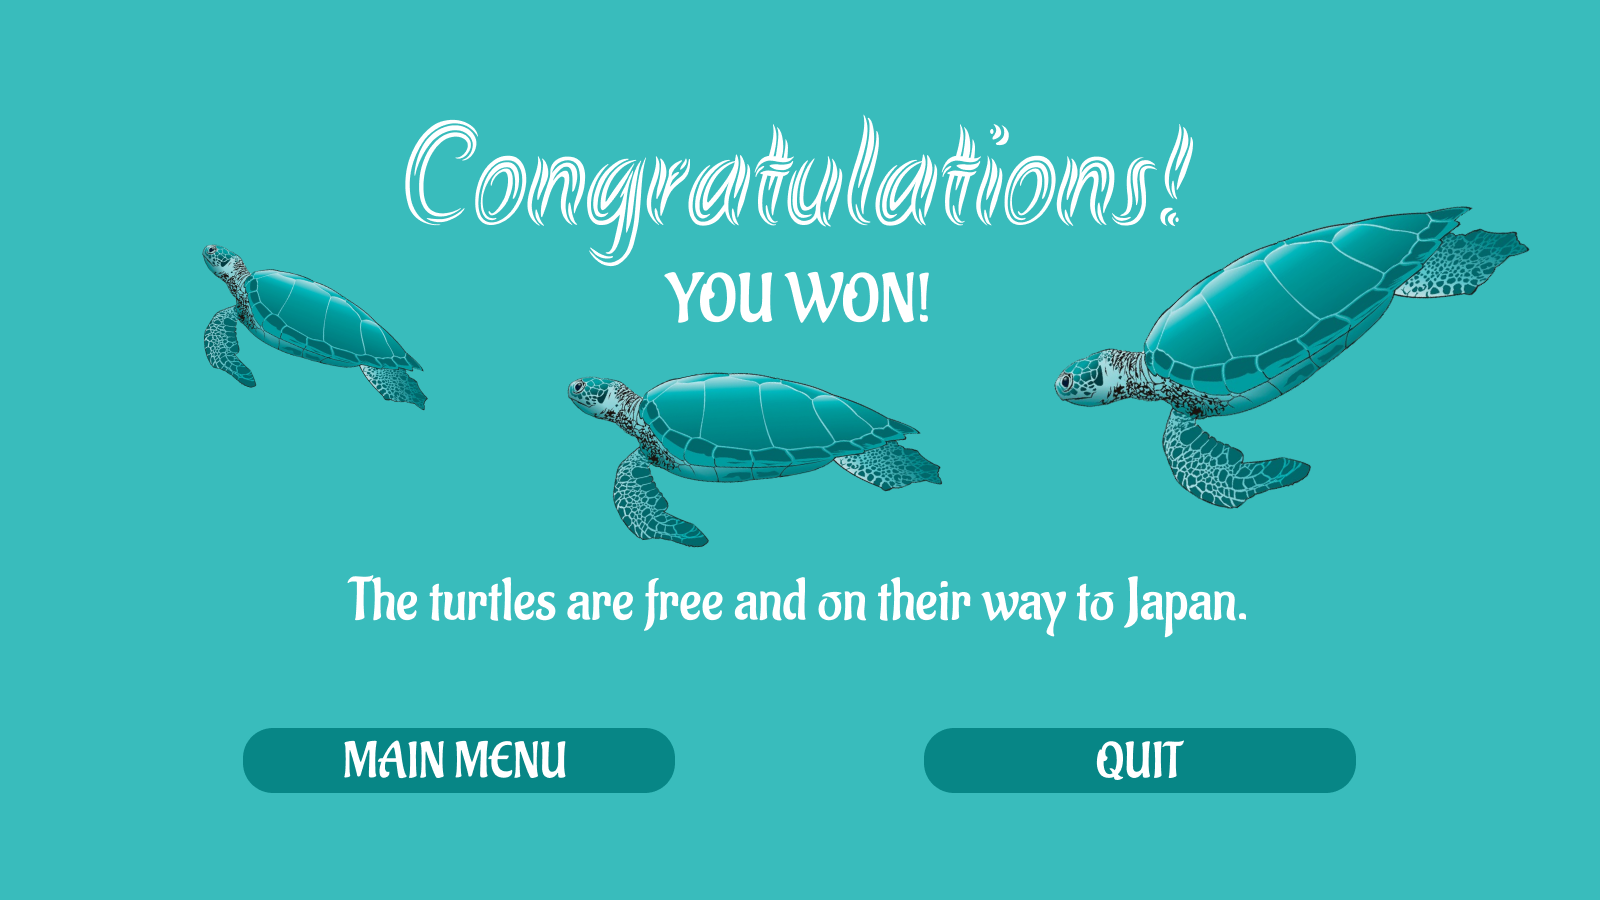 Congratulations!
YOU WON!
The turtles are free and on their way to Japan.
MAIN MENU
QUIT